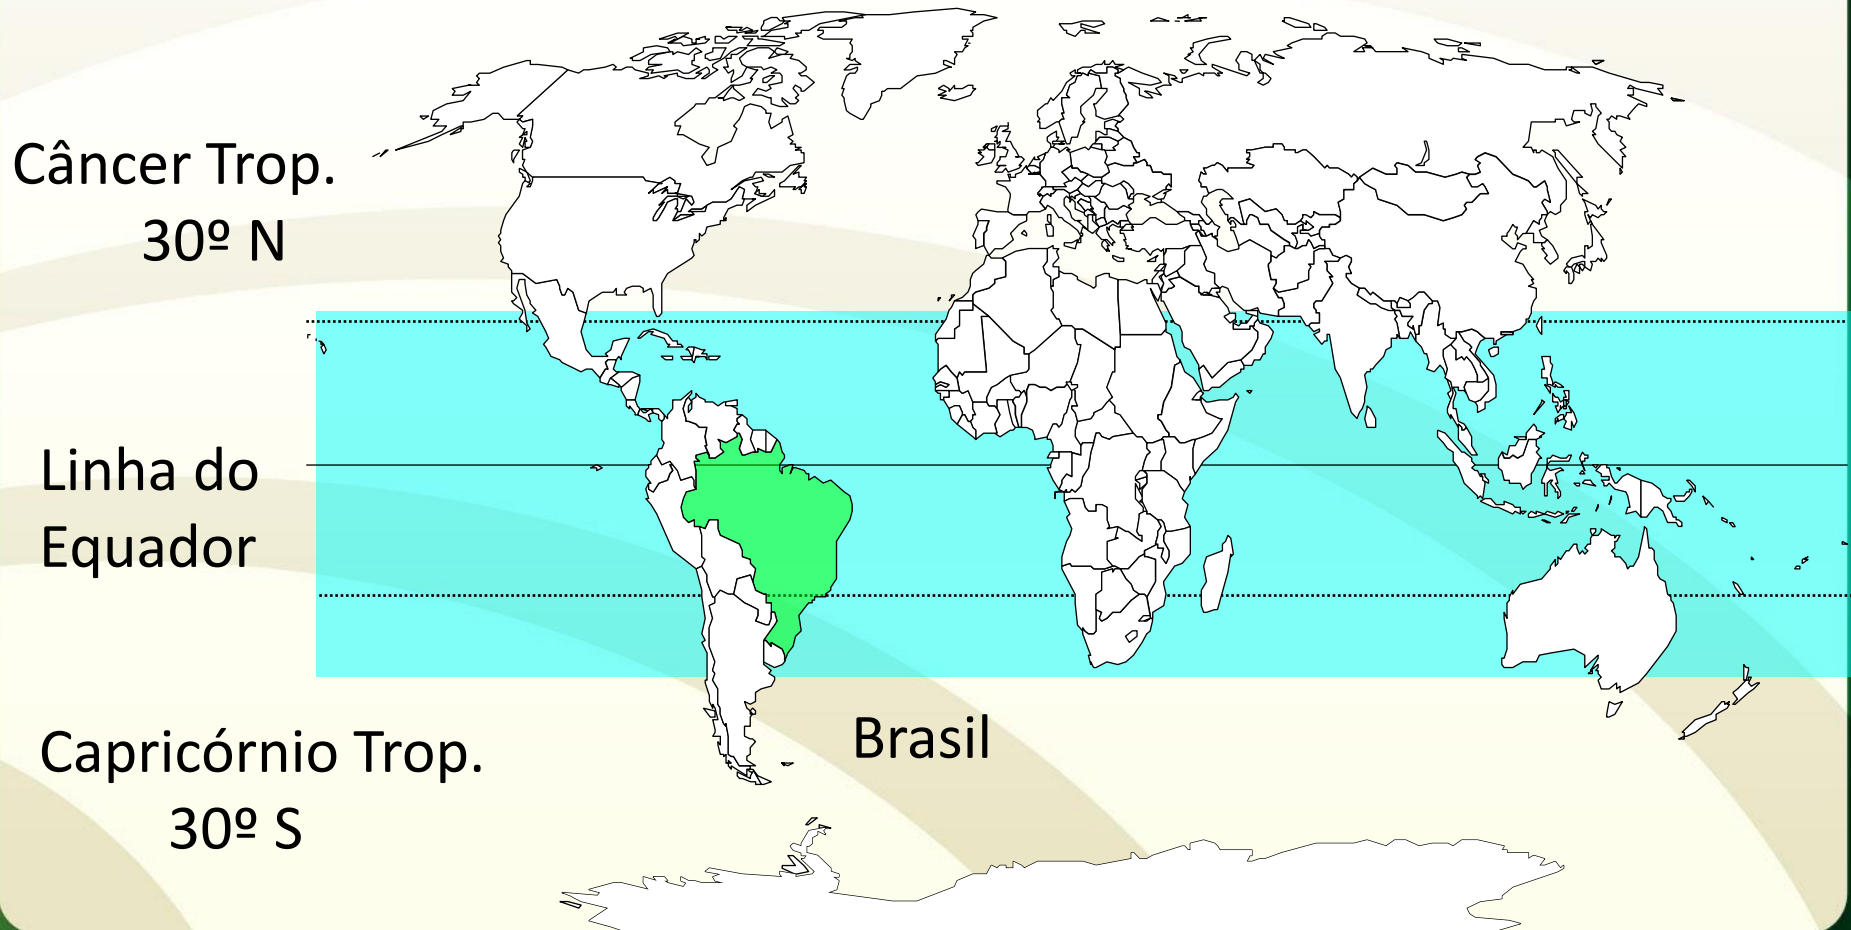 Câncer Trop.
30º N
Linha do
Equador
Capricórnio Trop.
30º S
Brasil